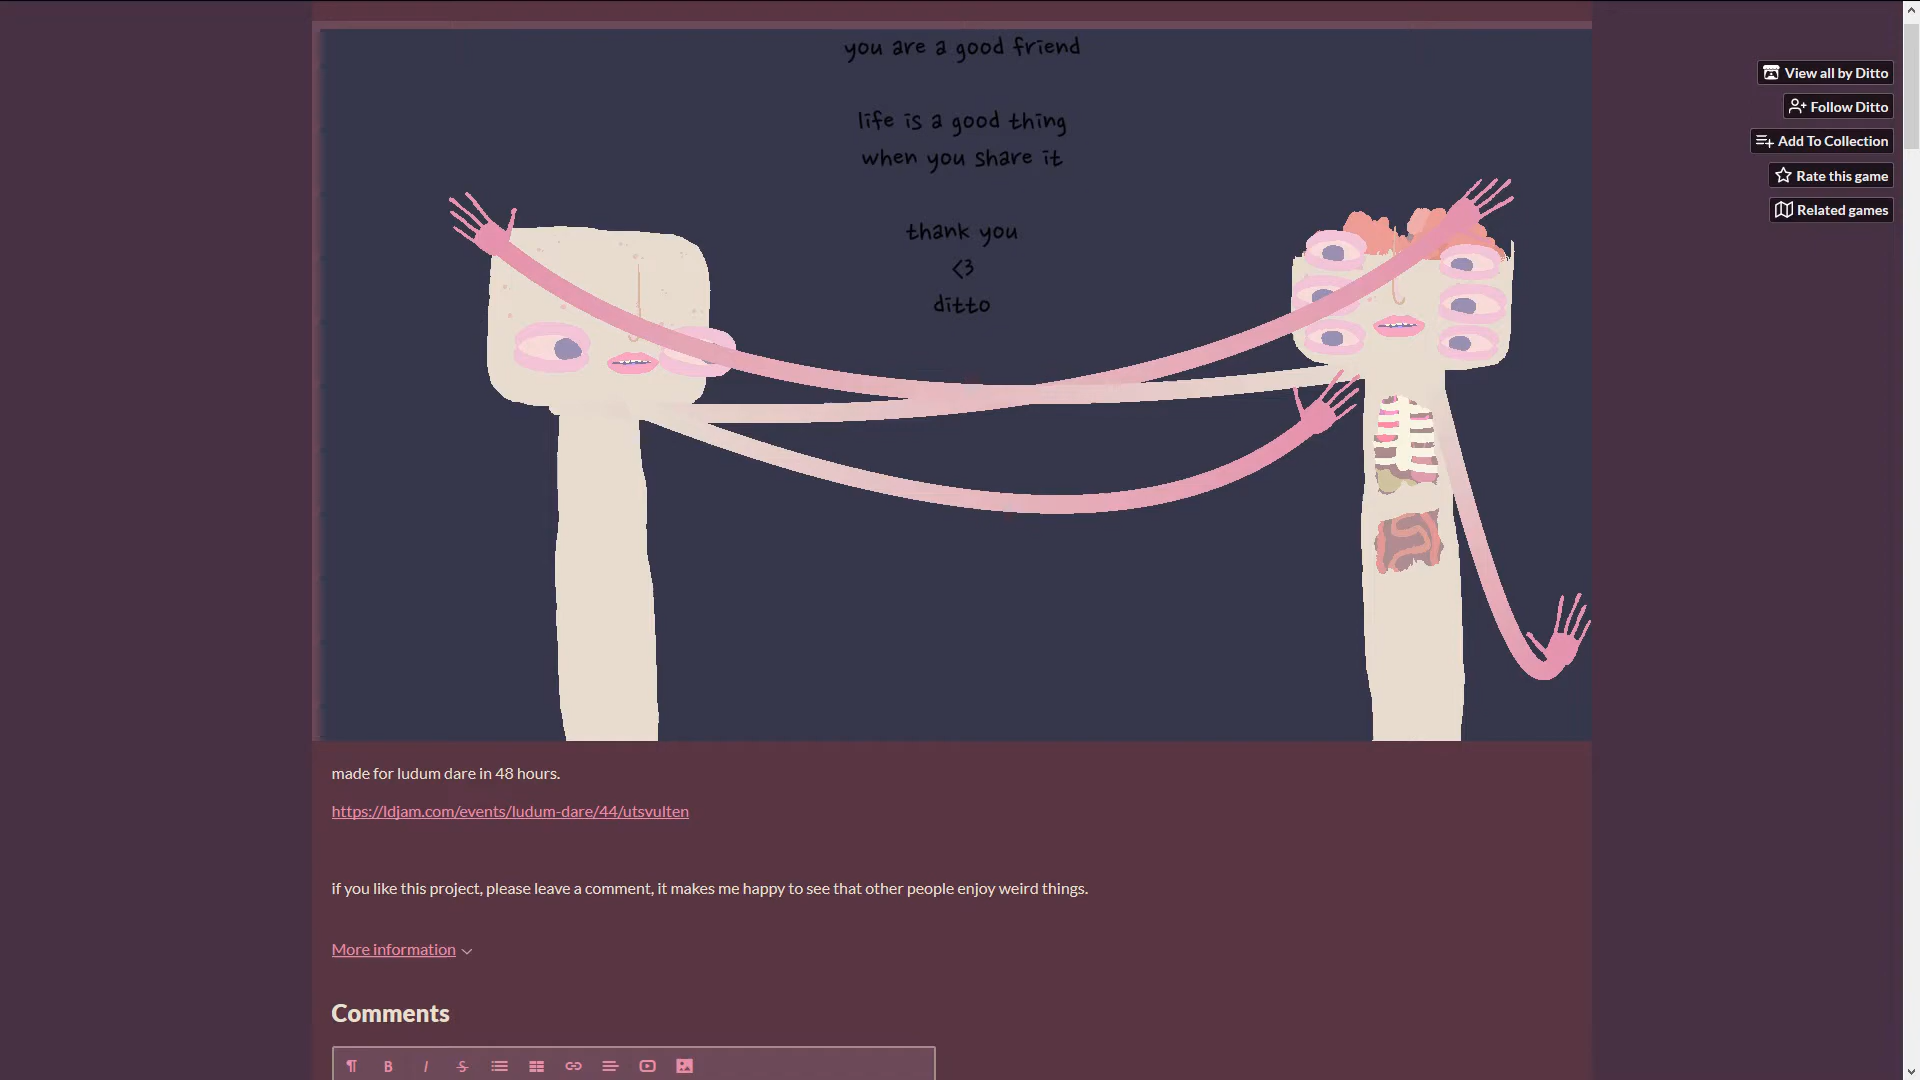 you are a good friend
life is a good thing
when you share it
thank you
<3
ditto
View all by Ditto
Follow Ditto
Add To Collection
Rate this game
Related games
made for ludum dare in 48 hours.
https://ldjam.com/events/ludum-dare/44/utsvulten
if you like this project, please leave a comment, it makes me happy to see that other people enjoy weird things.
More information
Comments
¶ B I S